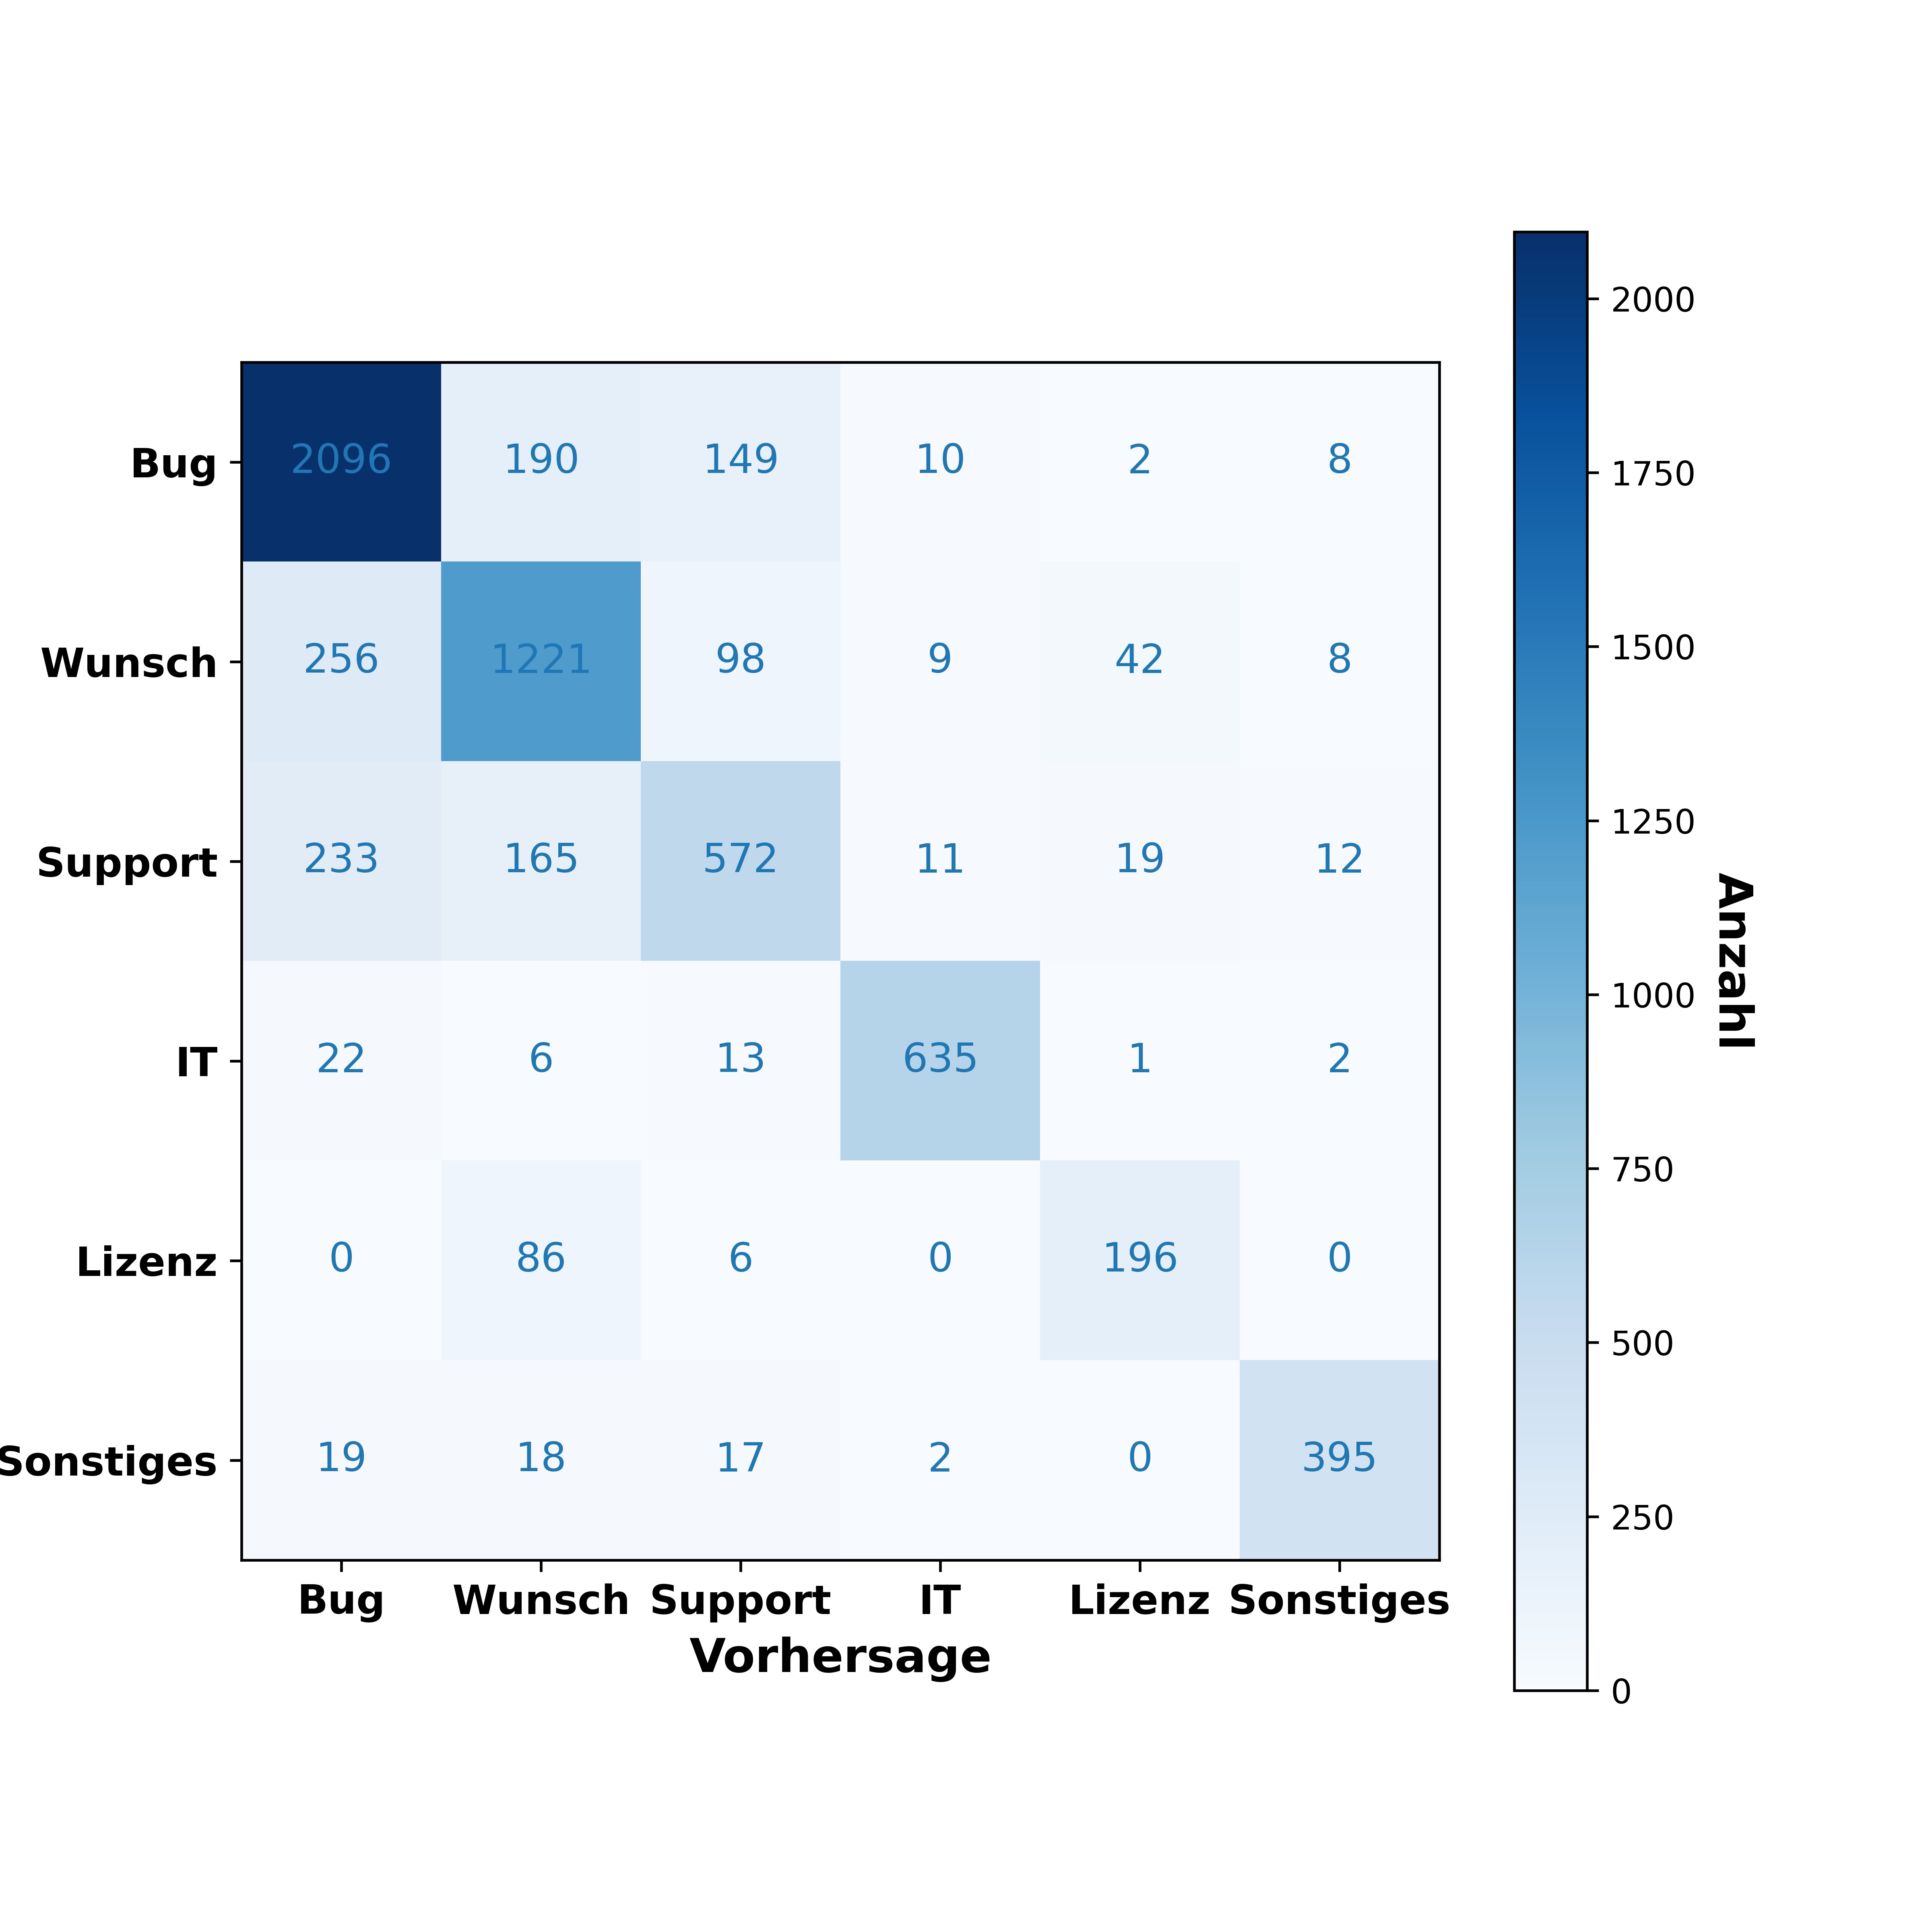 Bug 2096 190 149 10 2 8
Wunsch 256 1221 98 9 42 8
Support 233 165 572 11 19 12
IT 22 6 13 635 1 2
Lizenz 0 86 6 0 196 0
Sonstiges 19 18 17 2 0 395
Bug Wunsch Support IT Lizenz Sonstiges
Vorhersage
2000
1750
1500
1250
1000
750
500
250
0
Anzahl